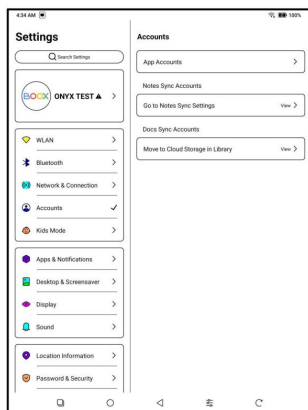 4:34 AM
100%
Settings
Search Settings
BOOX
ONYX TEST
WLAN
Bluetooth
Network & Connection
Accounts
Kids Mode
Apps & Notifications
Desktop & Screensaver
Display
Sound
Location Information
Password & Security
Accounts
App Accounts
Notes Sync Accounts
Go to Notes Sync Settings
View
Docs Sync Accounts
Move to Cloud Storage in Library
View